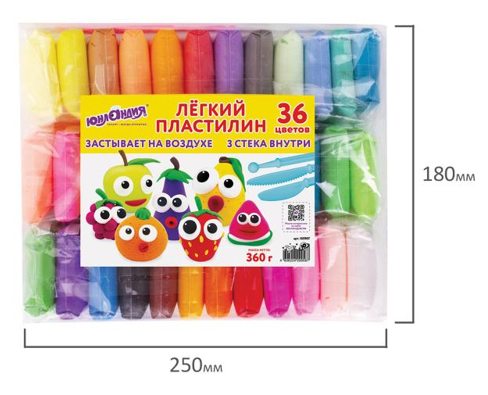 ЮНЛАНДИЯ
ЛЁГКИЙ
ПЛАСТИЛИН
36
цветов
ЗАСТЫВАЕТ НА ВОЗДУХЕ
3 СТЕКА ВНУТРИ
360 г
180мм
250мм